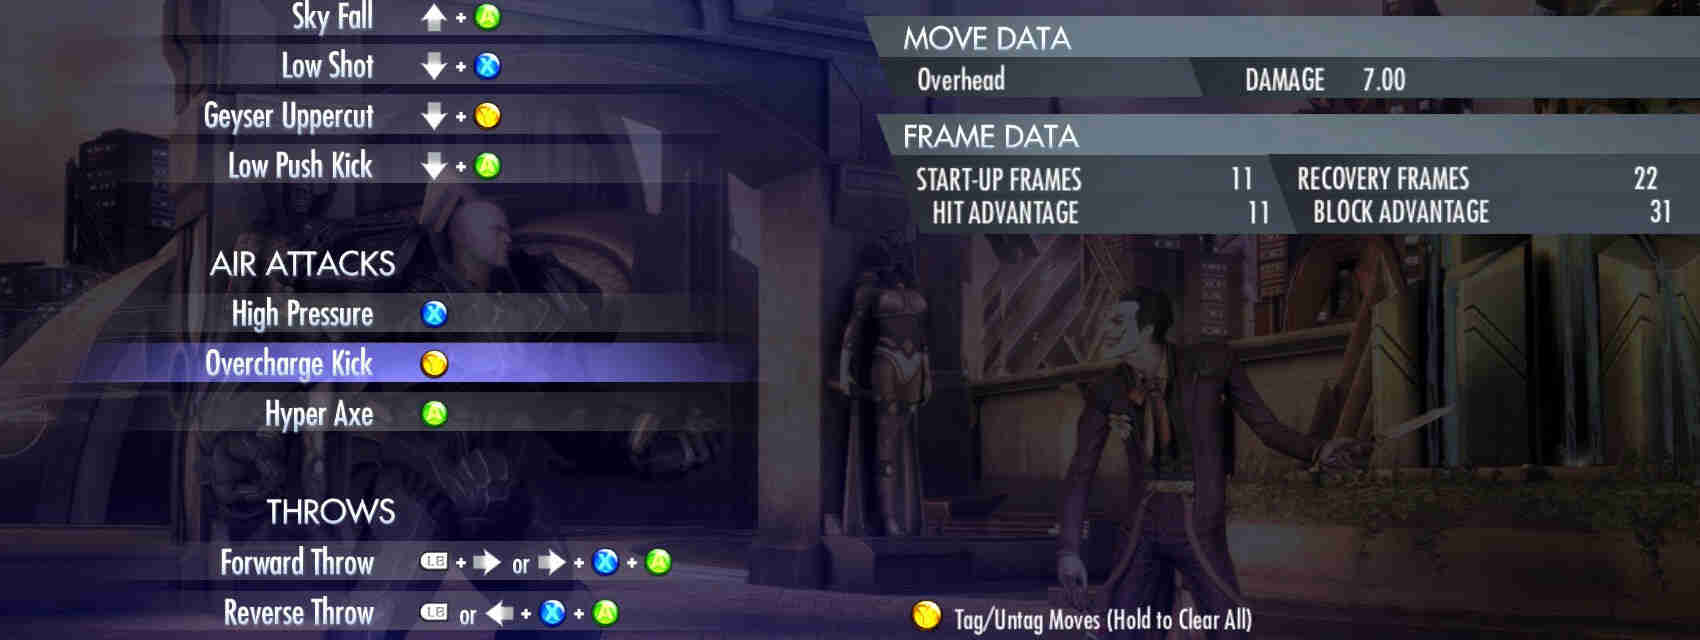 Sky Fall + A
Low Shot + X
Geyser Uppercut + Y
Low Push Kick + A
AIR ATTACKS
High Pressure X
Overcharge Kick Y
Hyper Axe A
THROWS
Forward Throw LB + or + X + A
Reverse Throw LB or + X + A
MOVE DATA
Overhead DAMAGE 7.00
FRAME DATA
START-UP FRAMES 11 RECOVERY FRAMES 22
HIT ADVANTAGE 11 BLOCK ADVANTAGE 31
Y Tag/Untag Moves (Hold to Clear All)